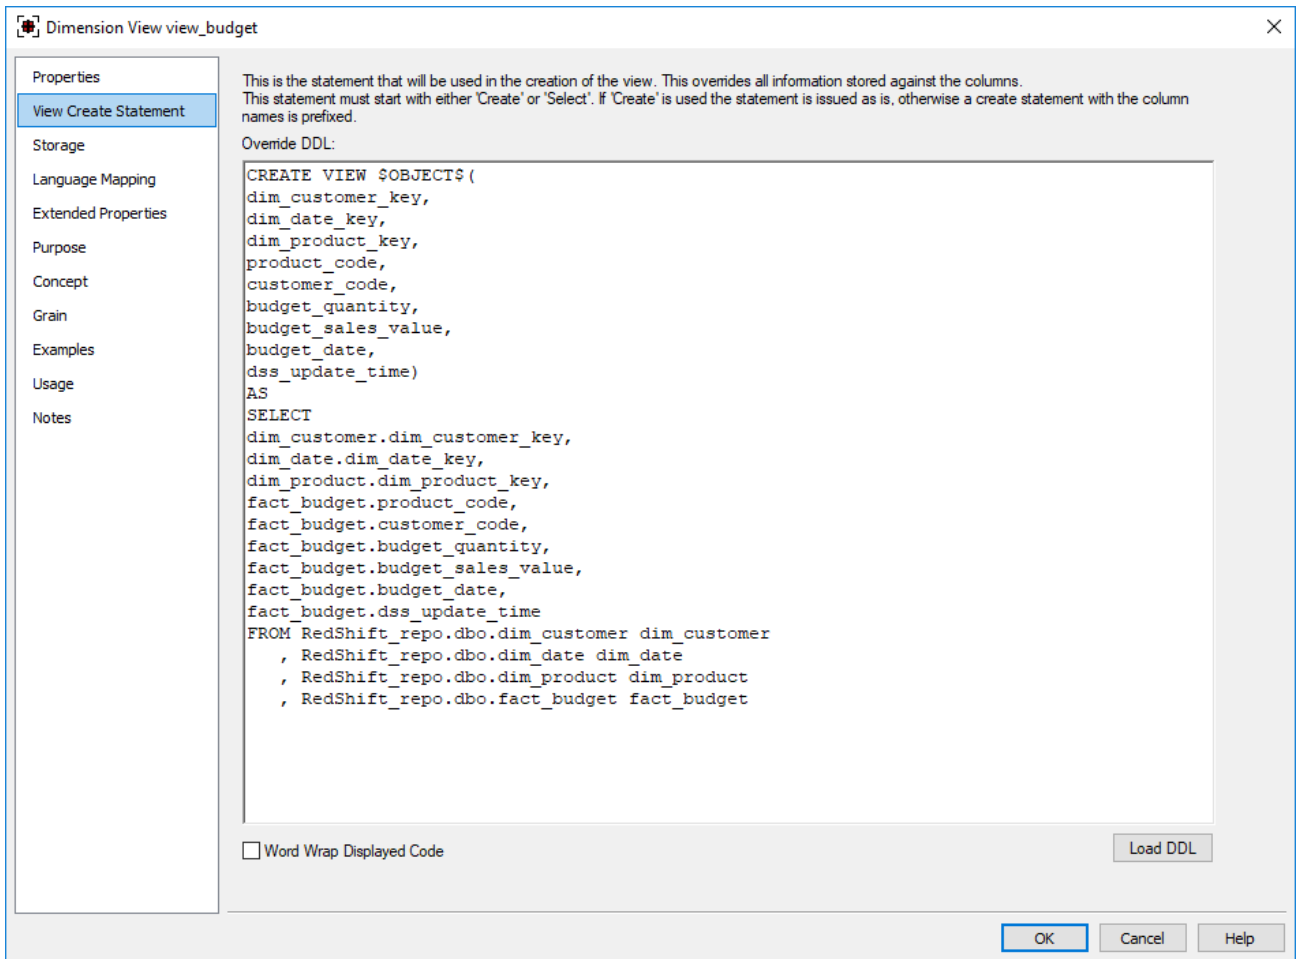 Dimension View view_budget
Properties
View Create Statement
Storage
Language Mapping
Extended Properties
Purpose
Concept
Grain
Examples
Usage
Notes
This is the statement that will be used in the creation of the view. This overrides all information stored against the columns.
This statement must start with either 'Create' or 'Select'. If 'Create' is used the statement is issued as is, otherwise a create statement with the column
names is prefixed.
Override DDL:
CREATE VIEW $OBJECT$(
dim_customer_key,
dim_date_key,
dim_product_key,
product_code,
customer_code,
budget_quantity,
budget_sales_value,
budget_date,
dss_update_time)
AS
SELECT
dim_customer.dim_customer_key,
dim_date.dim_date_key,
dim_product.dim_product_key,
fact_budget.product_code,
fact_budget.customer_code,
fact_budget.budget_quantity,
fact_budget.budget_sales_value,
fact_budget.budget_date,
fact_budget.dss_update_time
FROM RedShift_repo.dbo.dim_customer dim_customer
, RedShift_repo.dbo.dim_date dim_date
, RedShift_repo.dbo.dim_product dim_product
, RedShift_repo.dbo.fact_budget fact_budget
Word Wrap Displayed Code
Load DDL
OK
Cancel
Help